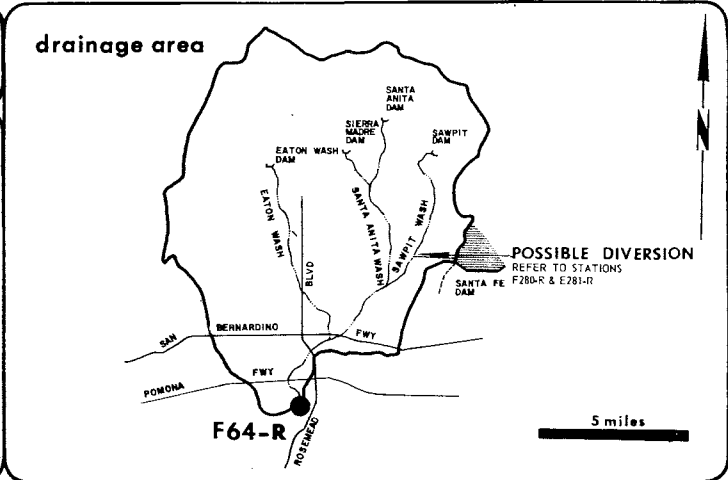 drainage area
N
SANTA
ANITA
DAM
SIERRA
MADRE
DAM
SAWPIT
DAM
EATON WASH
DAM
EATON WASH
SANTA ANITA WASH
SAWPIT WASH
BLVD
POSSIBLE DIVERSION
REFER TO STATIONS
F280-R & E281-R
SANTA FE
DAM
SAN BERNARDINO FWY
POMONA FWY
F64-R
ROSEMEAD
5 miles